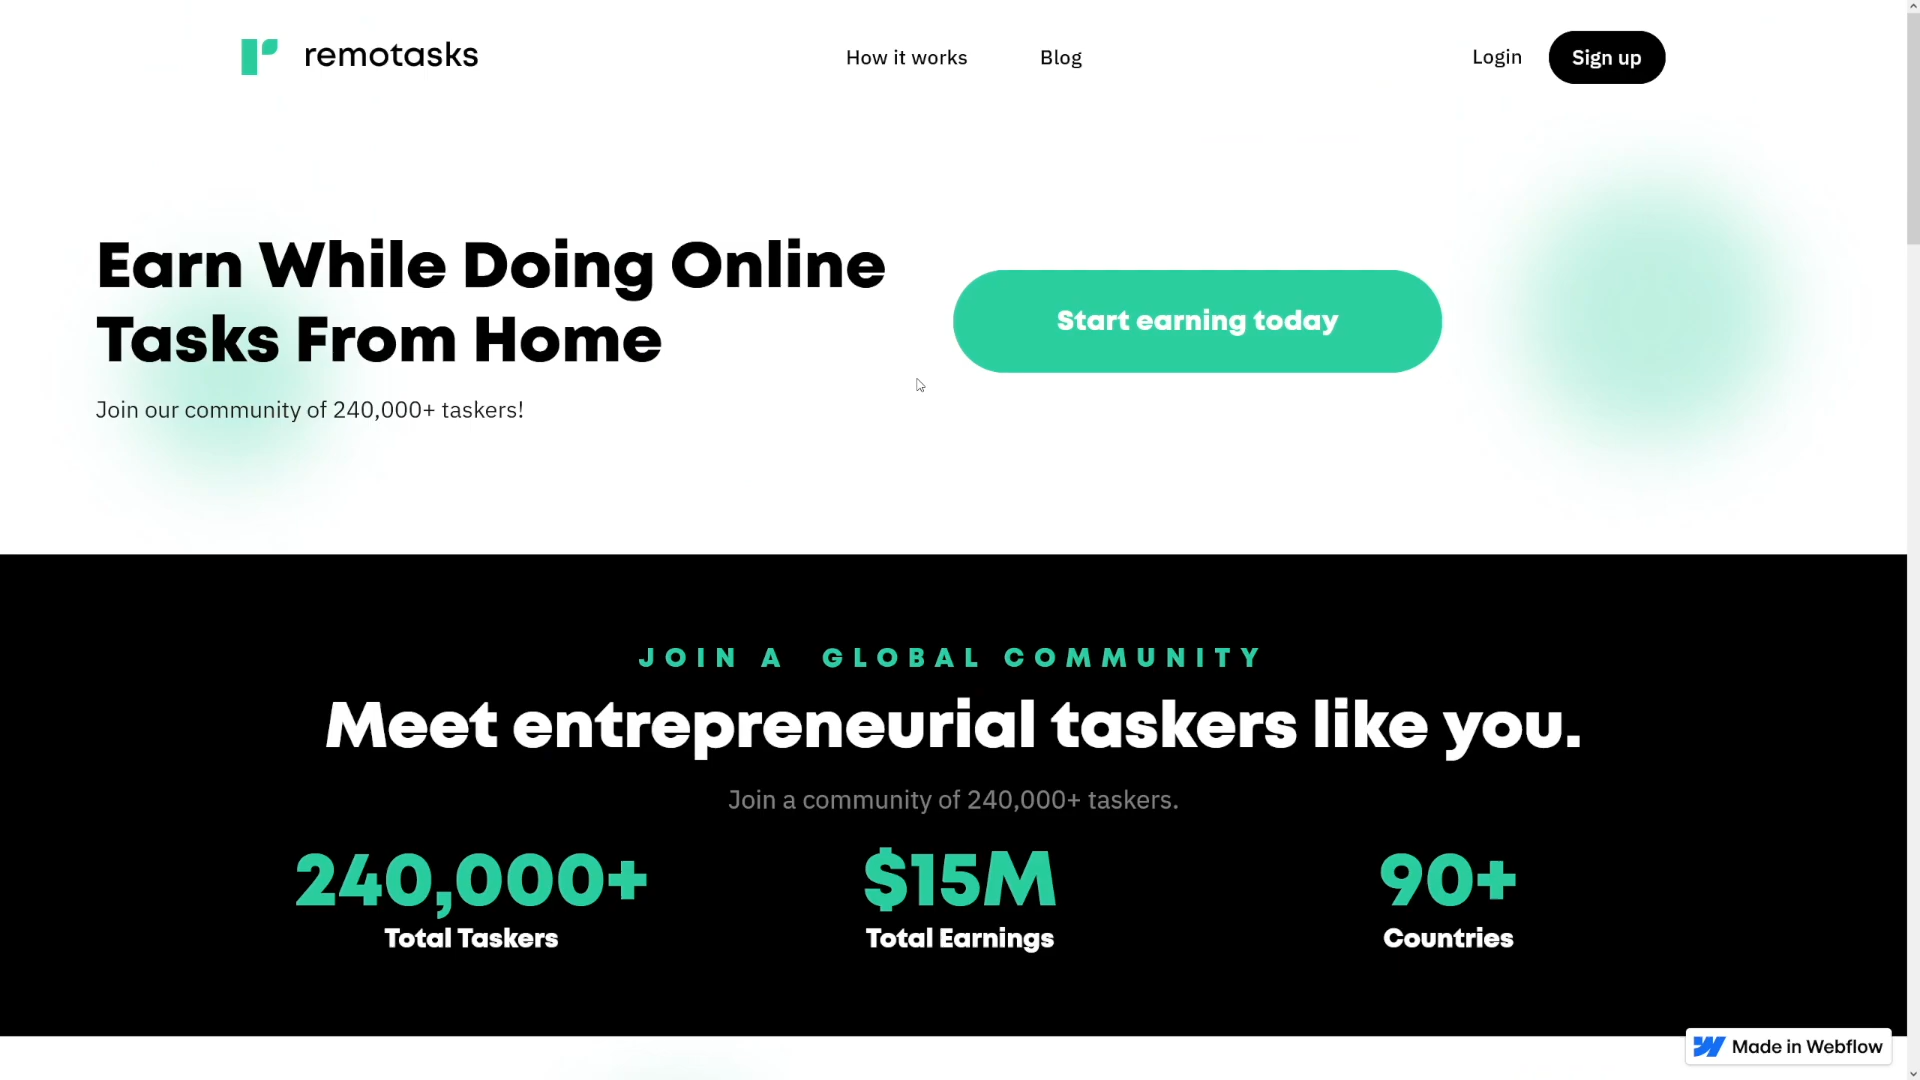 remotasks
How it works
Blog
Login
Sign up
Earn While Doing Online
Tasks From Home
Join our community of 240,000+ taskers!
Start earning today
JOIN A GLOBAL COMMUNITY
Meet entrepreneurial taskers like you.
Join a community of 240,000+ taskers.
240,000+
Total Taskers
$15M
Total Earnings
90+
Countries
Made in Webflow